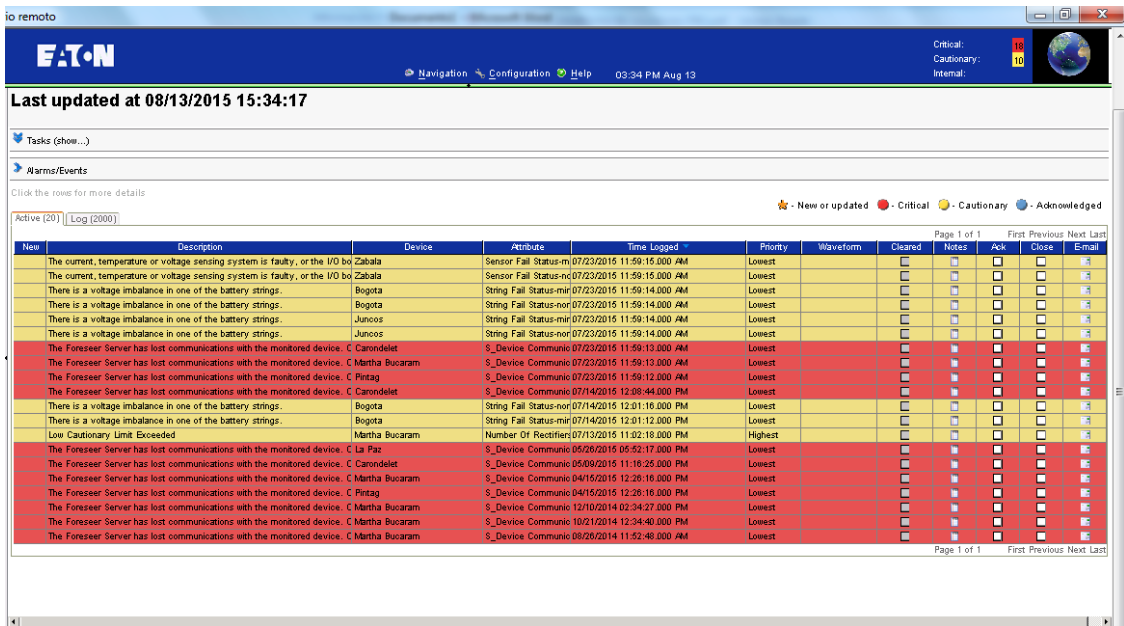 io remoto
EATON
Navigation Configuration Help 03:34 PM Aug 13
Critical: 18
Cautionary: 10
Internal:
Last updated at 08/13/2015 15:34:17
Tasks (show...)
Alarms/Events
Click the rows for more details
- New or updated - Critical - Cautionary - Acknowledged
Active (20) Log (2000)
Page 1 of 1 First Previous Next Last
New Description Device Attribute Time Logged Priority Waveform Cleared Notes Ack Close E-mail
The current, temperature or voltage sensing system is faulty, or the I/O bo Zabala Sensor Fail Status-m 07/23/2015 11:59:15.000 AM Lowest
The current, temperature or voltage sensing system is faulty, or the I/O bo Zabala Sensor Fail Status-no 07/23/2015 11:59:15.000 AM Lowest
There is a voltage imbalance in one of the battery strings. Bogota String Fail Status-mir 07/23/2015 11:59:14.000 AM Lowest
There is a voltage imbalance in one of the battery strings. Bogota String Fail Status-nor 07/23/2015 11:59:14.000 AM Lowest
There is a voltage imbalance in one of the battery strings. Juncos String Fail Status-mir 07/23/2015 11:59:14.000 AM Lowest
There is a voltage imbalance in one of the battery strings. Juncos String Fail Status-nor 07/23/2015 11:59:14.000 AM Lowest
The Foreseer Server has lost communications with the monitored device. C Carondelet S_Device Communic 07/23/2015 11:59:13.000 AM Lowest
The Foreseer Server has lost communications with the monitored device. C Martha Bucaram S_Device Communic 07/23/2015 11:59:13.000 AM Lowest
The Foreseer Server has lost communications with the monitored device. C Pintag S_Device Communic 07/23/2015 11:59:12.000 AM Lowest
The Foreseer Server has lost communications with the monitored device. C Carondelet S_Device Communic 07/14/2015 12:08:44.000 PM Lowest
There is a voltage imbalance in one of the battery strings. Bogota String Fail Status-nor 07/14/2015 12:01:16.000 PM Lowest
There is a voltage imbalance in one of the battery strings. Bogota String Fail Status-mir 07/14/2015 12:01:12.000 PM Lowest
Low Cautionary Limit Exceeded Martha Bucaram Number Of Rectifiers 07/13/2015 11:02:18.000 PM Highest
The Foreseer Server has lost communications with the monitored device. C La Paz S_Device Communic 05/26/2015 05:52:17.000 PM Lowest
The Foreseer Server has lost communications with the monitored device. C Carondelet S_Device Communic 05/09/2015 11:16:25.000 PM Lowest
The Foreseer Server has lost communications with the monitored device. C Martha Bucaram S_Device Communic 04/15/2015 12:26:16.000 PM Lowest
The Foreseer Server has lost communications with the monitored device. C Pintag S_Device Communic 04/15/2015 12:26:16.000 PM Lowest
The Foreseer Server has lost communications with the monitored device. C Martha Bucaram S_Device Communic 12/10/2014 02:34:27.000 PM Lowest
The Foreseer Server has lost communications with the monitored device. C Martha Bucaram S_Device Communic 10/21/2014 12:34:40.000 PM Lowest
The Foreseer Server has lost communications with the monitored device. C Martha Bucaram S_Device Communic 08/26/2014 11:52:48.000 AM Lowest
Page 1 of 1 First Previous Next Last